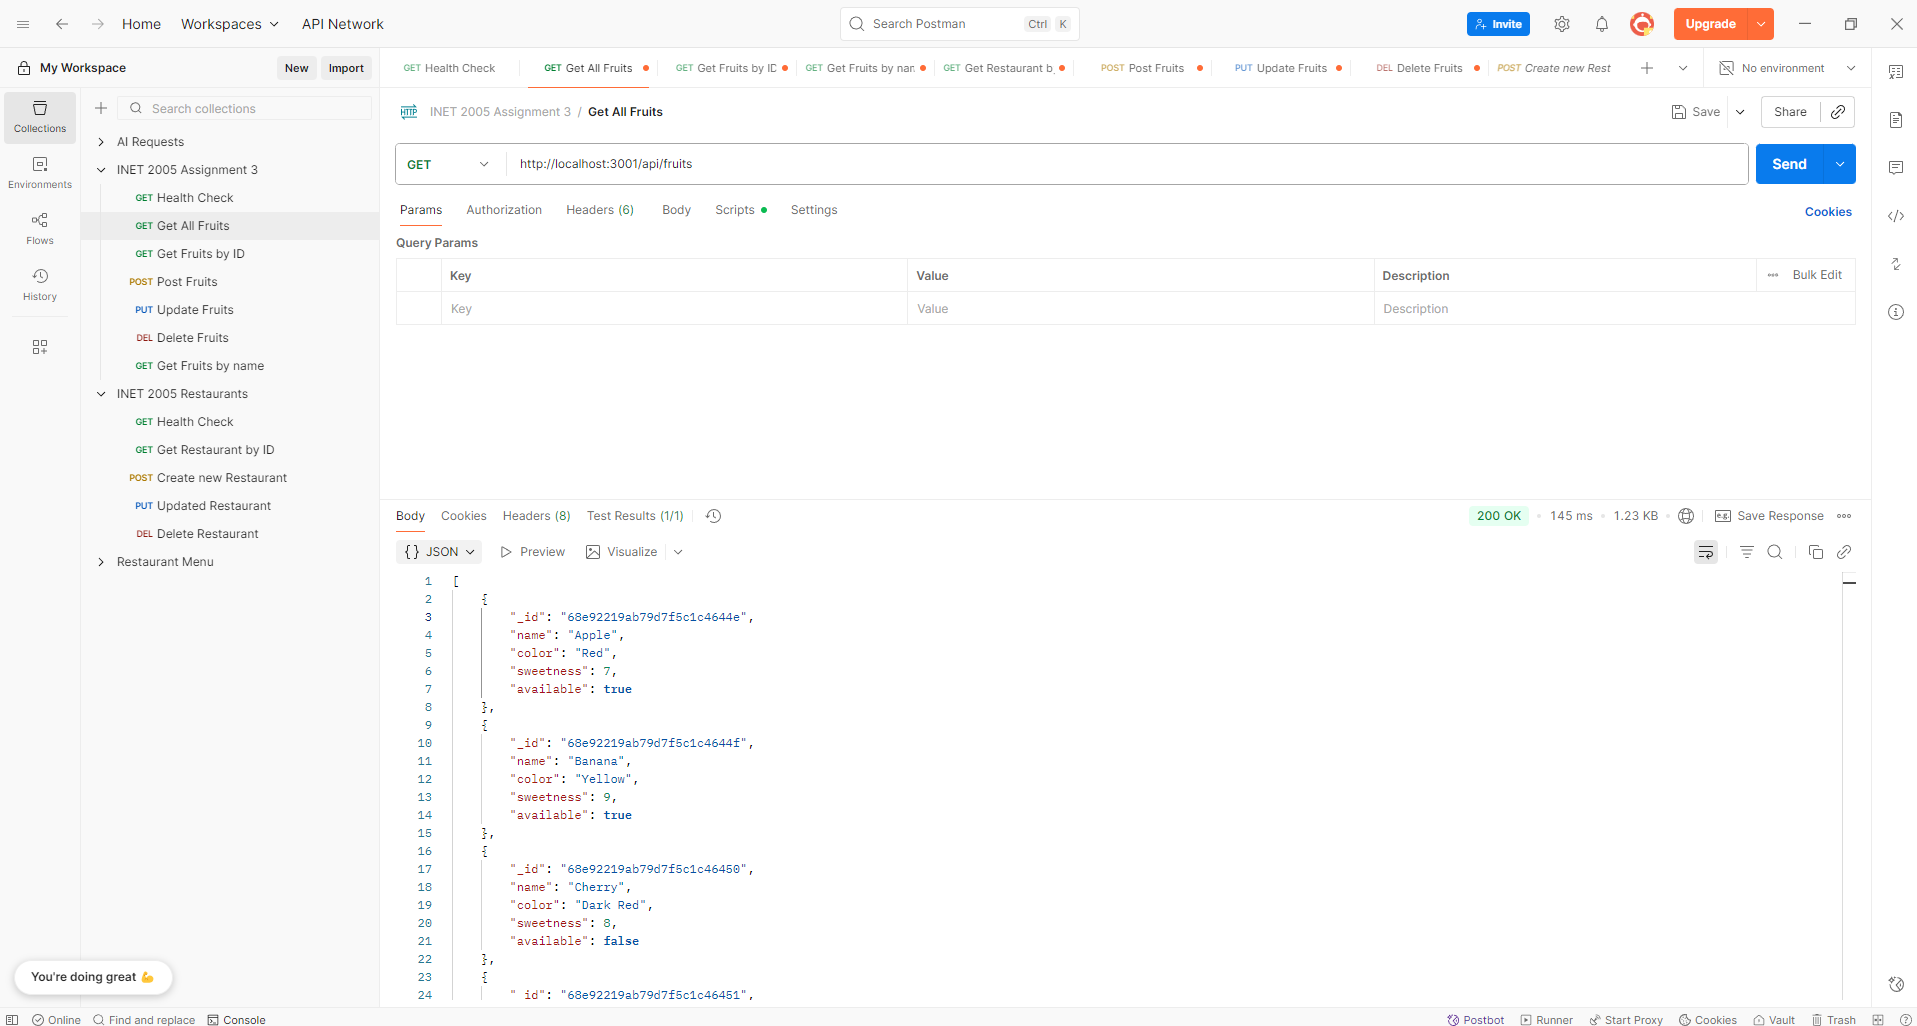 Home Workspaces API Network Search Postman Ctrl K Invite Upgrade
My Workspace New Import
GET Health Check GET Get All Fruits GET Get Fruits by ID GET Get Fruits by nam GET Get Restaurant b POST Post Fruits PUT Update Fruits DEL Delete Fruits POST Create new Rest No environment
Collections
Environments
Flows
History
Search collections
AI Requests
INET 2005 Assignment 3
GET Health Check
GET Get All Fruits
GET Get Fruits by ID
POST Post Fruits
PUT Update Fruits
DEL Delete Fruits
GET Get Fruits by name
INET 2005 Restaurants
GET Health Check
GET Get Restaurant by ID
POST Create new Restaurant
PUT Updated Restaurant
DEL Delete Restaurant
Restaurant Menu
HTTP INET 2005 Assignment 3 / Get All Fruits Save Share
GET http://localhost:3001/api/fruits Send
Params Authorization Headers (6) Body Scripts Settings Cookies
Query Params
Key Value Description Bulk Edit
Key Value Description
Body Cookies Headers (8) Test Results (1/1) 200 OK 145 ms 1.23 KB e.g. Save Response
{} JSON Preview Visualize
1 [
2 {
3 "_id": "68e92219ab79d7f5c1c4644e",
4 "name": "Apple",
5 "color": "Red",
6 "sweetness": 7,
7 "available": true
8 },
9 {
10 "_id": "68e92219ab79d7f5c1c4644f",
11 "name": "Banana",
12 "color": "Yellow",
13 "sweetness": 9,
14 "available": true
15 },
16 {
17 "_id": "68e92219ab79d7f5c1c46450",
18 "name": "Cherry",
19 "color": "Dark Red",
20 "sweetness": 8,
21 "available": false
22 },
23 {
24 "_id": "68e92219ab79d7f5c1c46451",
You're doing great 💪
Online Find and replace Console Postbot Runner Start Proxy Cookies Vault Trash